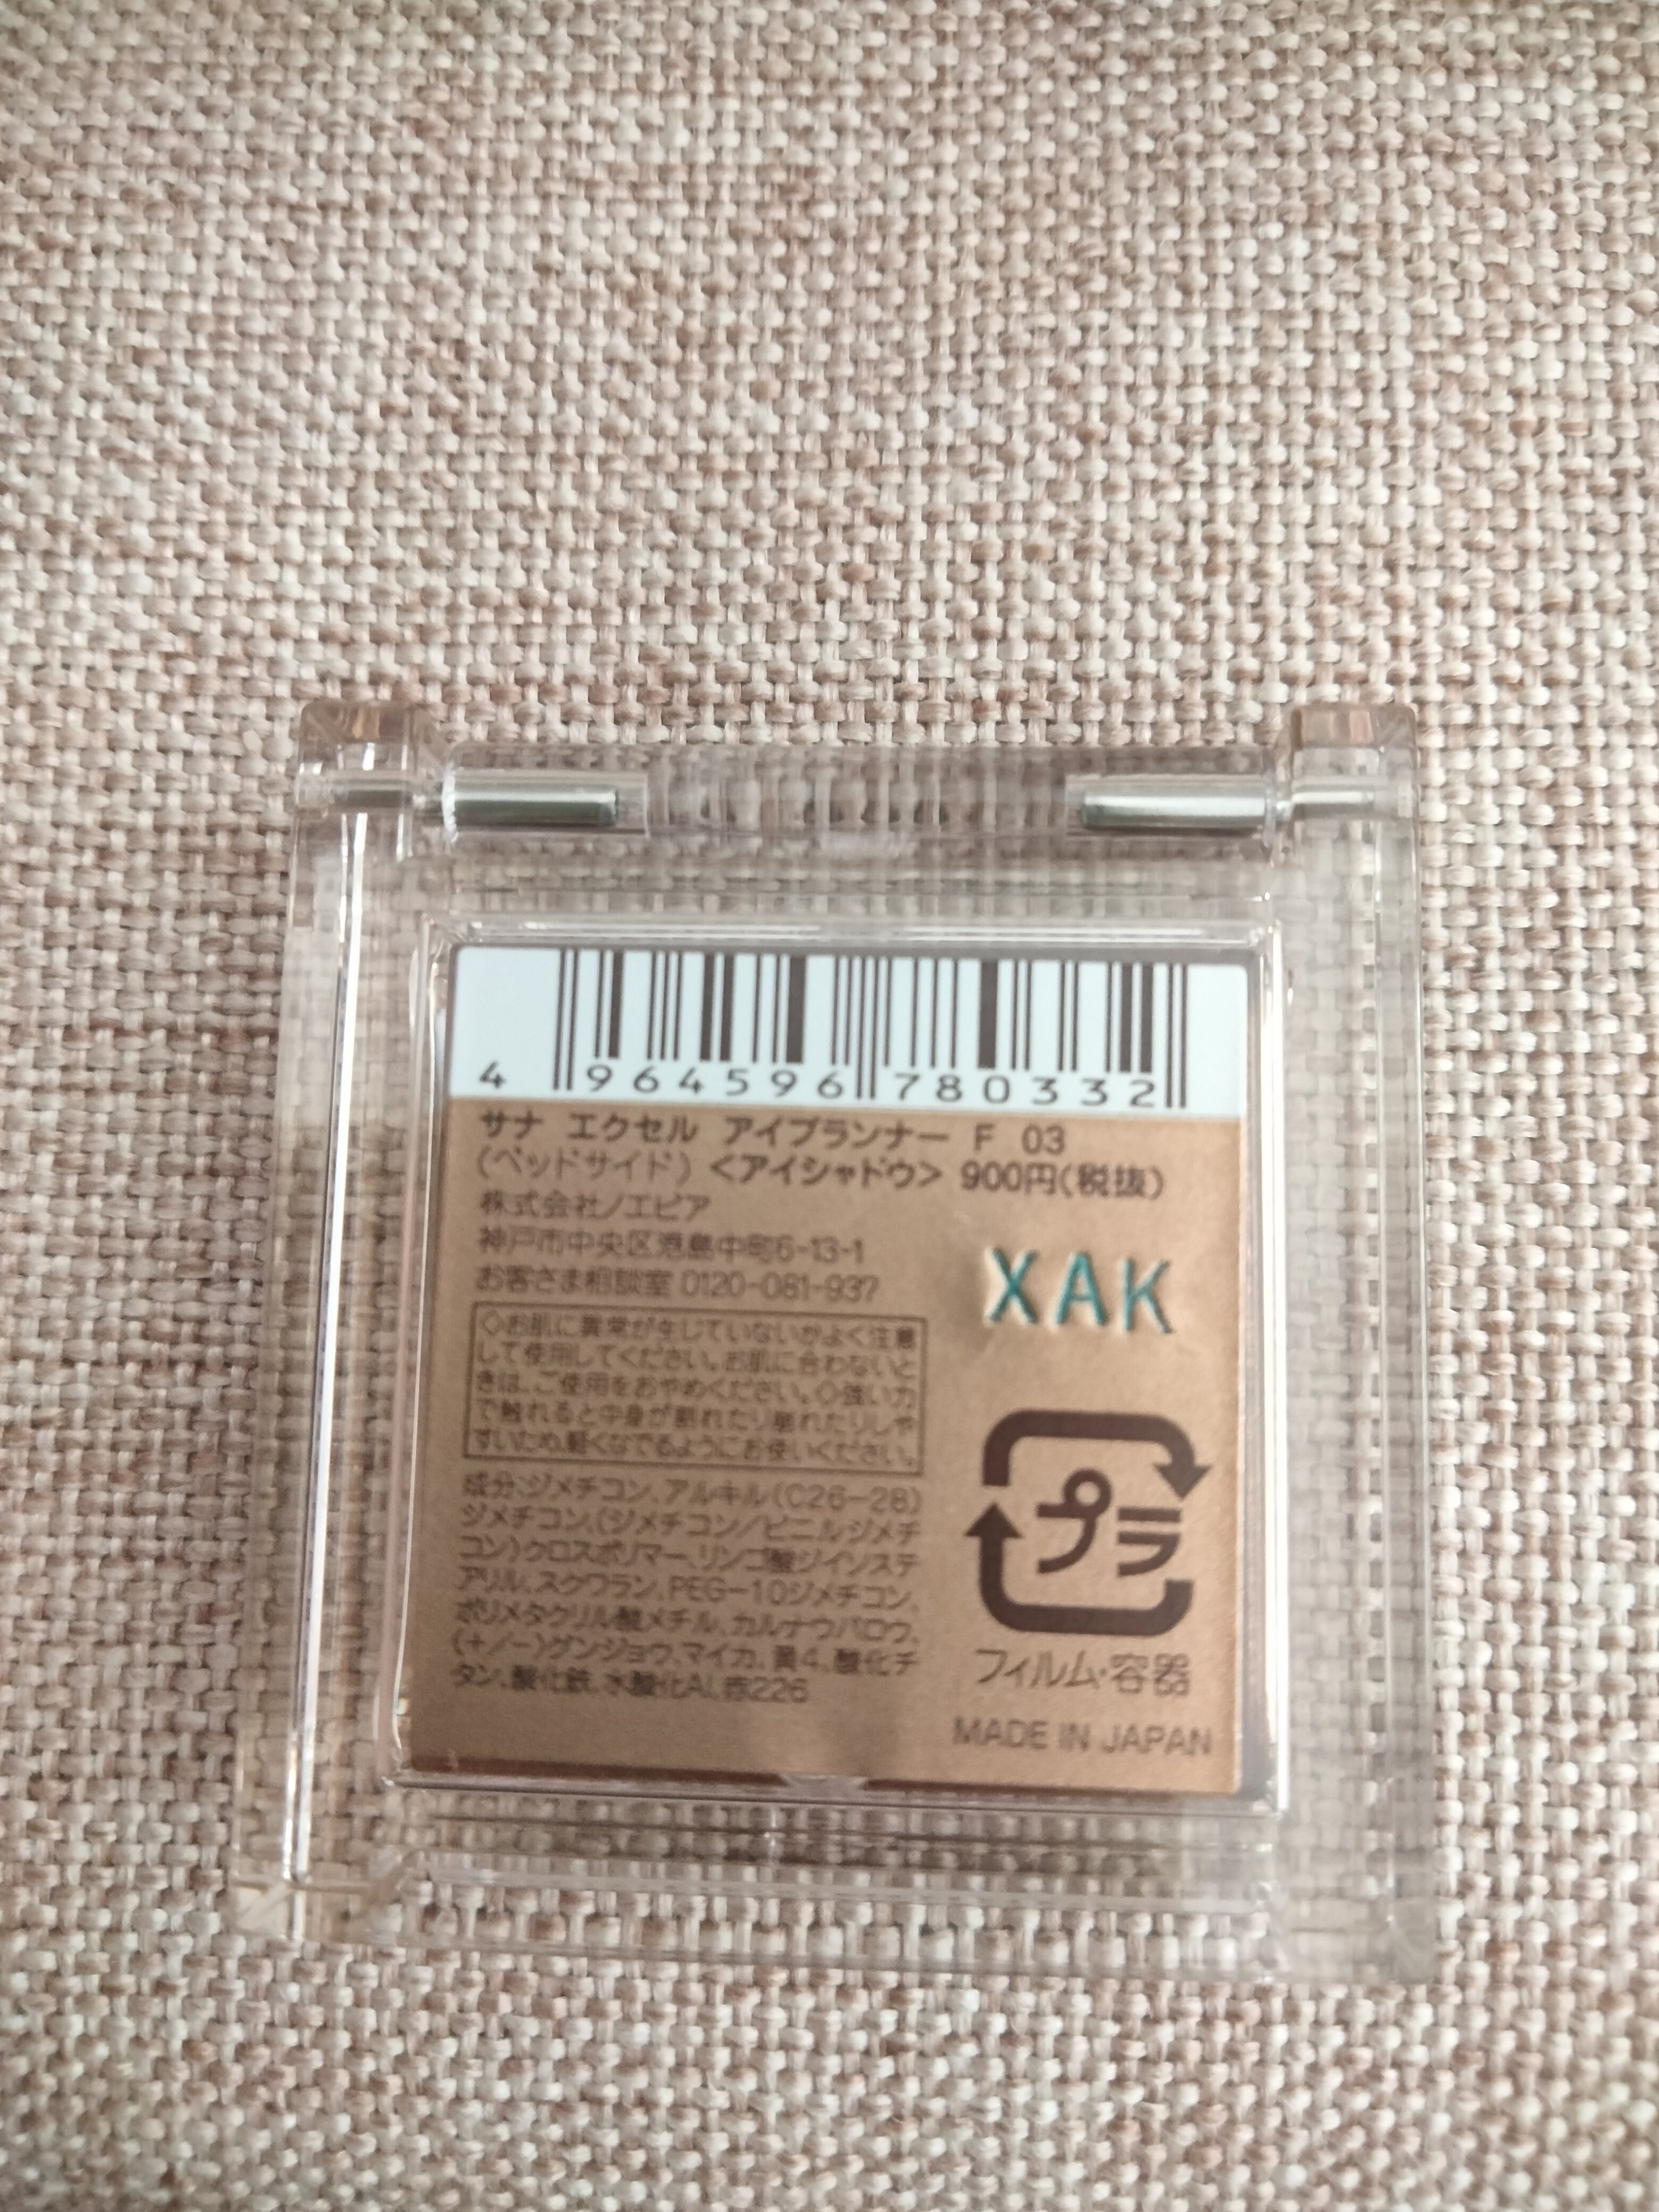 4 964596 780332
サナ エクセル アイプランナー F 03
(ベッドサイド) <アイシャドウ> 900円(税抜)
株式会社ノエビア
神戸市中央区港島中町6-13-1
お客さま相談室 0120-081-937
XAK
◇お肌に異常が生じていないかよく注意
して使用してください。お肌に合わないと
きは、ご使用をおやめください。◇強い力
で触れると中身が割れたり崩れたりしや
すいため、軽くなでるようにお使いください。
成分:ジメチコン、アルキル(C26-28)
ジメチコン、(ジメチコン/ビニルジメチ
コン)クロスポリマー、リンゴ酸ジイソステ
アリル、スクワラン、PEG-10ジメチコン、
ポリメタクリル酸メチル、カルナウバロウ、
(+/-)グンジョウ、マイカ、黄4、酸化チ
タン、酸化鉄、水酸化Al、赤226
プラ
フィルム・容器
MADE IN JAPAN